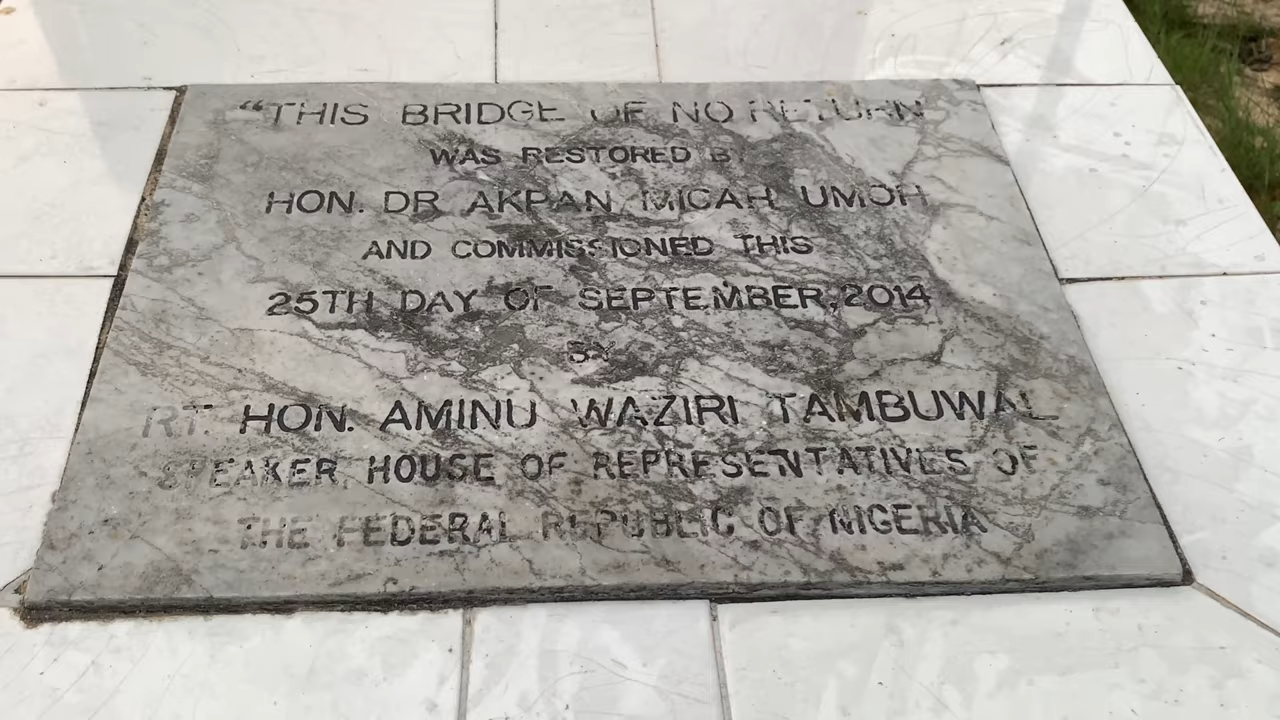 “THIS BRIDGE OF NO RETURN
WAS RESTORED BY
HON. DR AKPAN MICAH UMOH
AND COMMISSIONED THIS
25TH DAY OF SEPTEMBER, 2014
BY
RT. HON. AMINU WAZIRI TAMBUWAL
SPEAKER, HOUSE OF REPRESENTATIVES OF
THE FEDERAL REPUBLIC OF NIGERIA